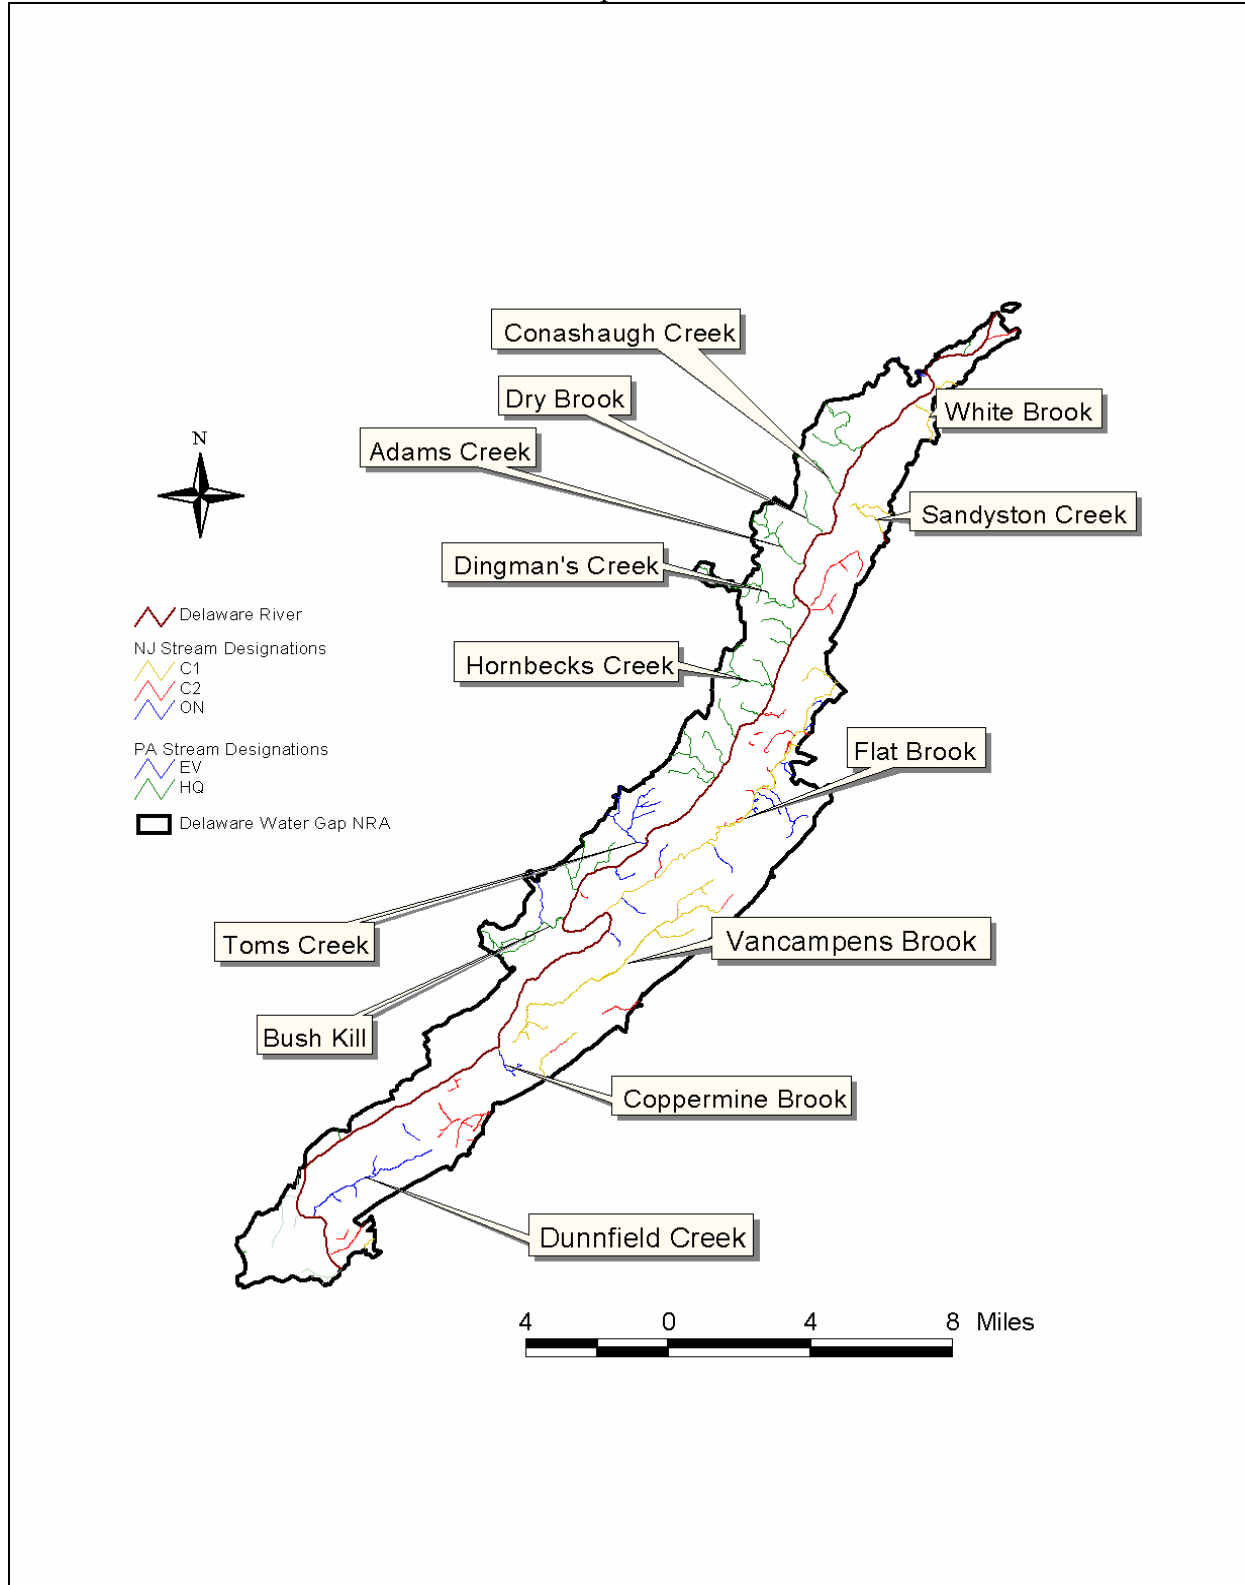 Conashaugh Creek
Dry Brook
White Brook
N
Adams Creek
Sandyston Creek
Dingman's Creek
Delaware River
NJ Stream Designations
C1
C2
ON
Hornbecks Creek
PA Stream Designations
EV
HQ
Flat Brook
Delaware Water Gap NRA
Toms Creek
Vancampens Brook
Bush Kill
Coppermine Brook
Dunnfield Creek
4 0 4 8 Miles